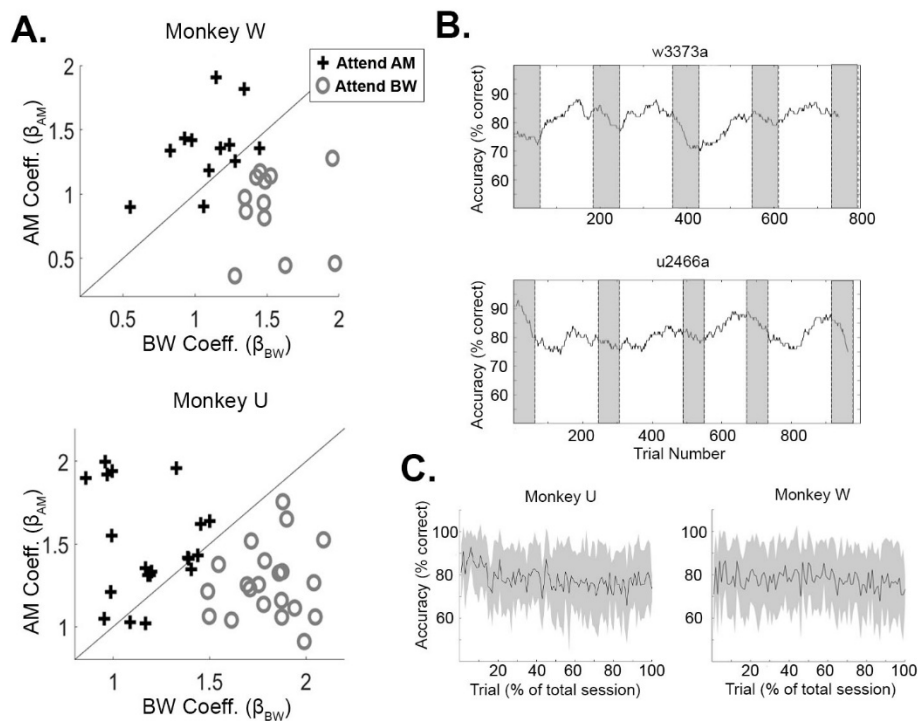 A.
Monkey W
Attend AM
Attend BW
AM Coeff. (βAM)
2
1.5
1
0.5
0.5 1 1.5 2
BW Coeff. (βBW)
Monkey U
AM Coeff. (βAM)
2
1.5
1
1 1.5 2
BW Coeff. (βBW)
B.
w3373a
Accuracy (% correct)
90
80
70
60
200 400 600 800
u2466a
Accuracy (% correct)
90
80
70
60
200 400 600 800
Trial Number
C.
Monkey U
Accuracy (% correct)
100
80
60
0 20 40 60 80 100
Trial (% of total session)
Monkey W
100
80
60
0 20 40 60 80 100
Trial (% of total session)